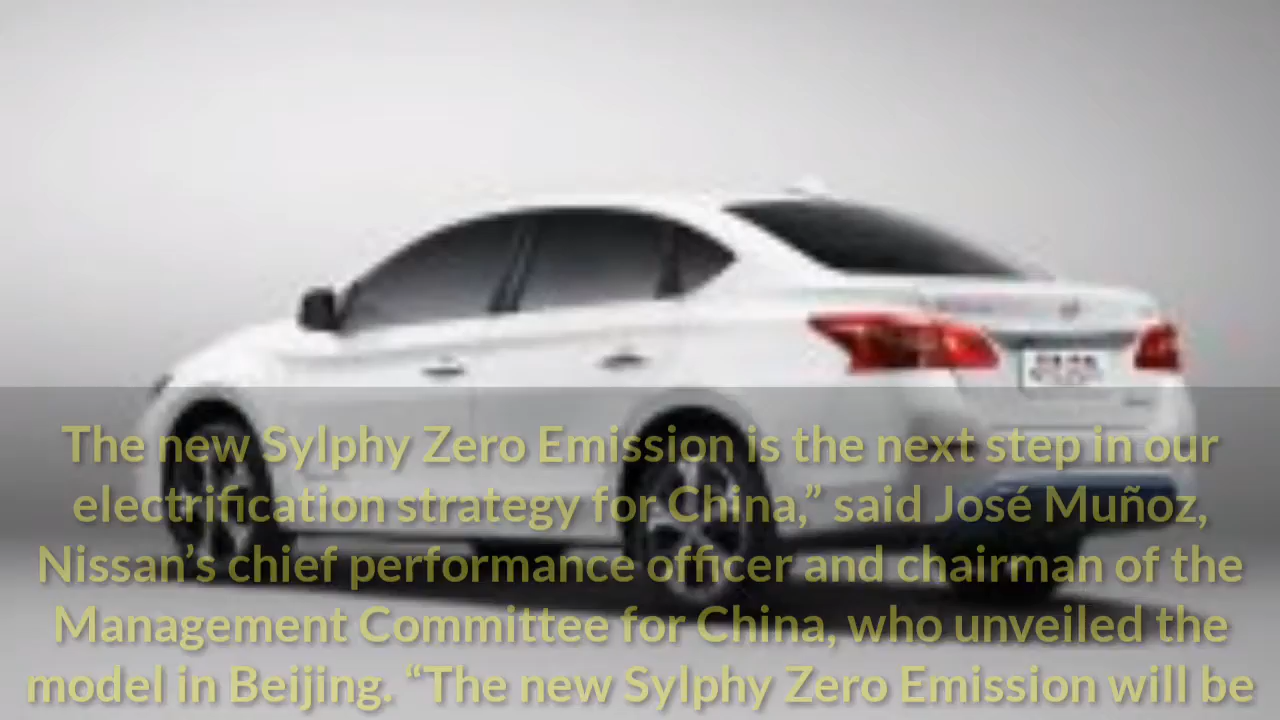 The new Sylphy Zero Emission is the next step in our
electrification strategy for China,” said José Muñoz,
Nissan’s chief performance officer and chairman of the
Management Committee for China, who unveiled the
model in Beijing. “The new Sylphy Zero Emission will be